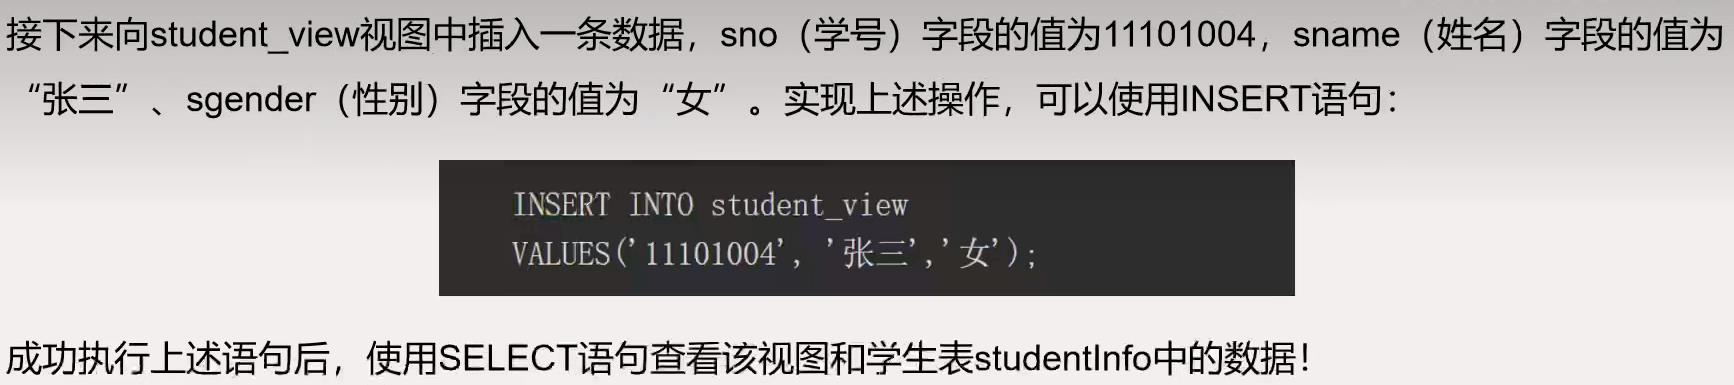 接下来向student_view视图中插入一条数据，sno（学号）字段的值为11101004，sname（姓名）字段的值为
“张三”、sgender（性别）字段的值为“女”。实现上述操作，可以使用INSERT语句：
INSERT INTO student_view
VALUES('11101004', '张三','女');
成功执行上述语句后，使用SELECT语句查看该视图和学生表studentInfo中的数据！